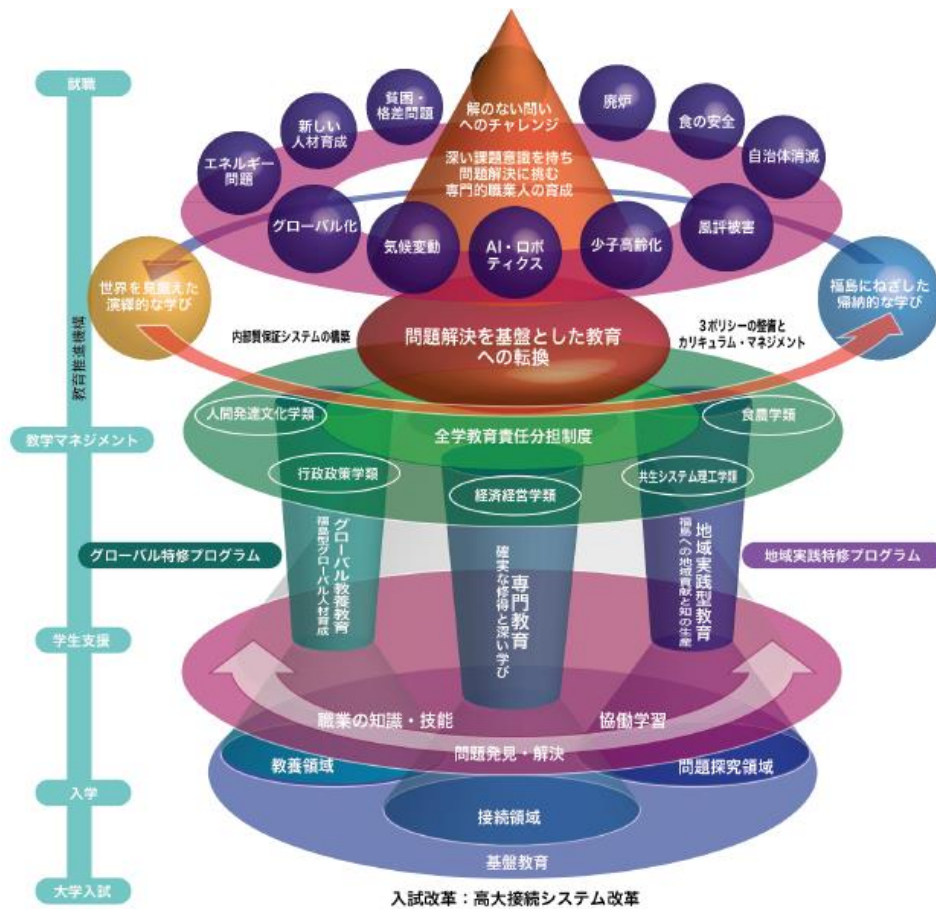 就職
貧困・
格差問題
新しい
人材育成
エネルギー
問題
解のない問い
へのチャレンジ
深い課題意識を持ち
問題解決に挑む
専門的職業人の育成
廃炉
食の安全
自治体消滅
グローバル化
気候変動
AI・ロボ
ティクス
少子高齢化
風評被害
世界を見据えた
演繹的な学び
福島にねざした
帰納的な学び
教育推進機構
内部質保証システムの構築
問題解決を基盤とした教育
への転換
3ポリシーの整備と
カリキュラム・マネジメント
人間発達文化学類
食農学類
教学マネジメント
全学教育責任分担制度
行政政策学類
経済経営学類
共生システム理工学類
グローバル特修プログラム
グローバル教養教育
福島型グローバル人材育成
専門教育
確実な修得と深い学び
地域実践型教育
福島への地域貢献と知の生産
地域実践特修プログラム
学生支援
職業の知識・技能
協働学習
問題発見・解決
教養領域
問題探究領域
入学
接続領域
基盤教育
大学入試
入試改革：高大接続システム改革